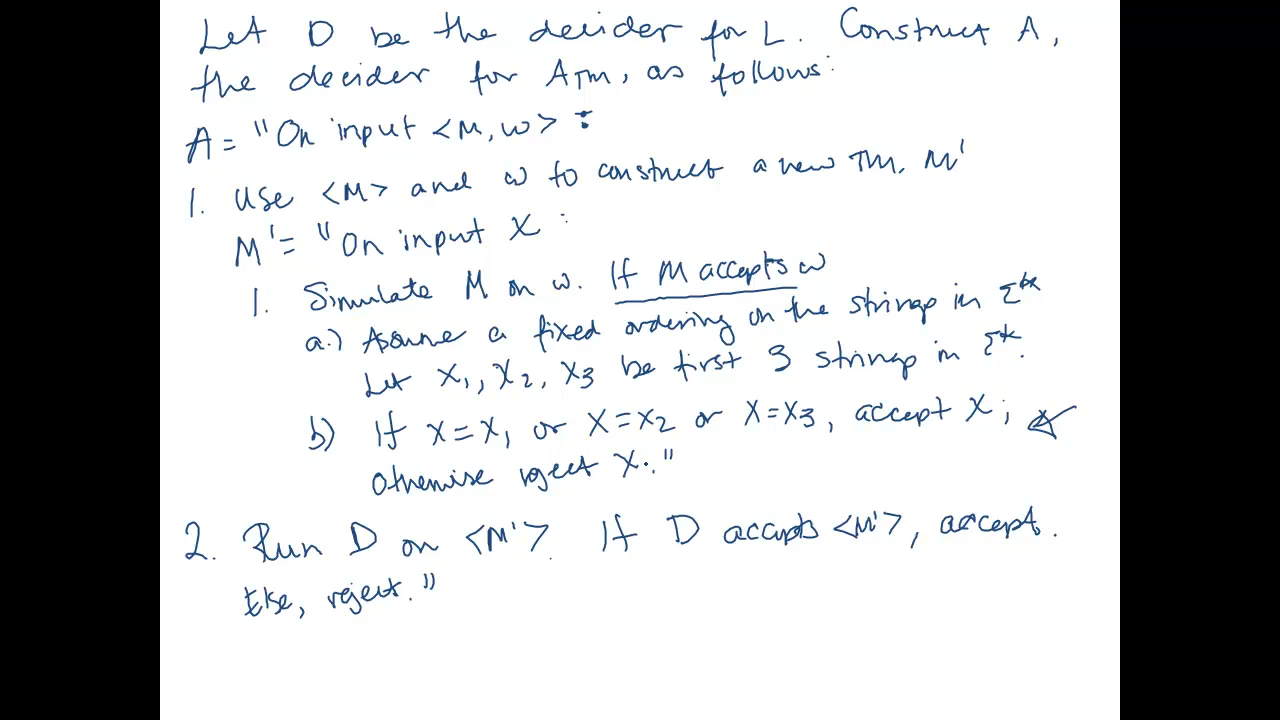 Let D be the decider for L. Construct A,
the decider for ATM, as follows:
A = "On input <M, w> :
1. Use <M> and w to construct a new TM, M'
M' = "On input X :
1. Simulate M on w. If M accepts w
a.) Assume a fixed ordering on the strings in Σ*
Let X1, X2, X3 be first 3 strings in Σ*.
b) If X = X1 or X = X2 or X = X3, accept X;
Otherwise reject X."
2. Run D on <M'>. If D accepts <M'>, accept.
Else, reject."